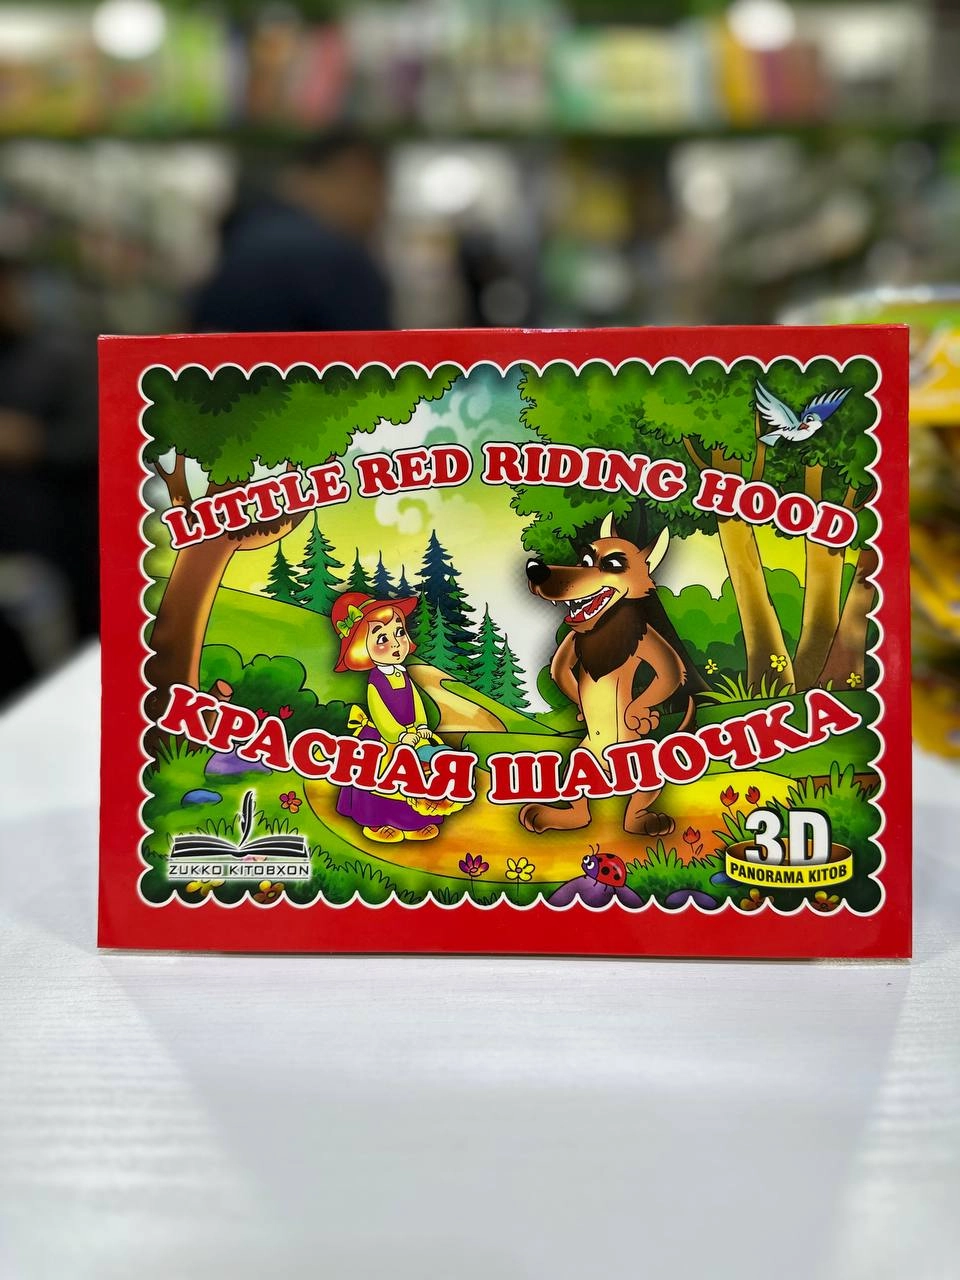 LITTLE RED RIDING HOOD
КРАСНАЯ ШАПОЧКА
ZUKKO KITOBXON
3D
PANORAMA KITOB